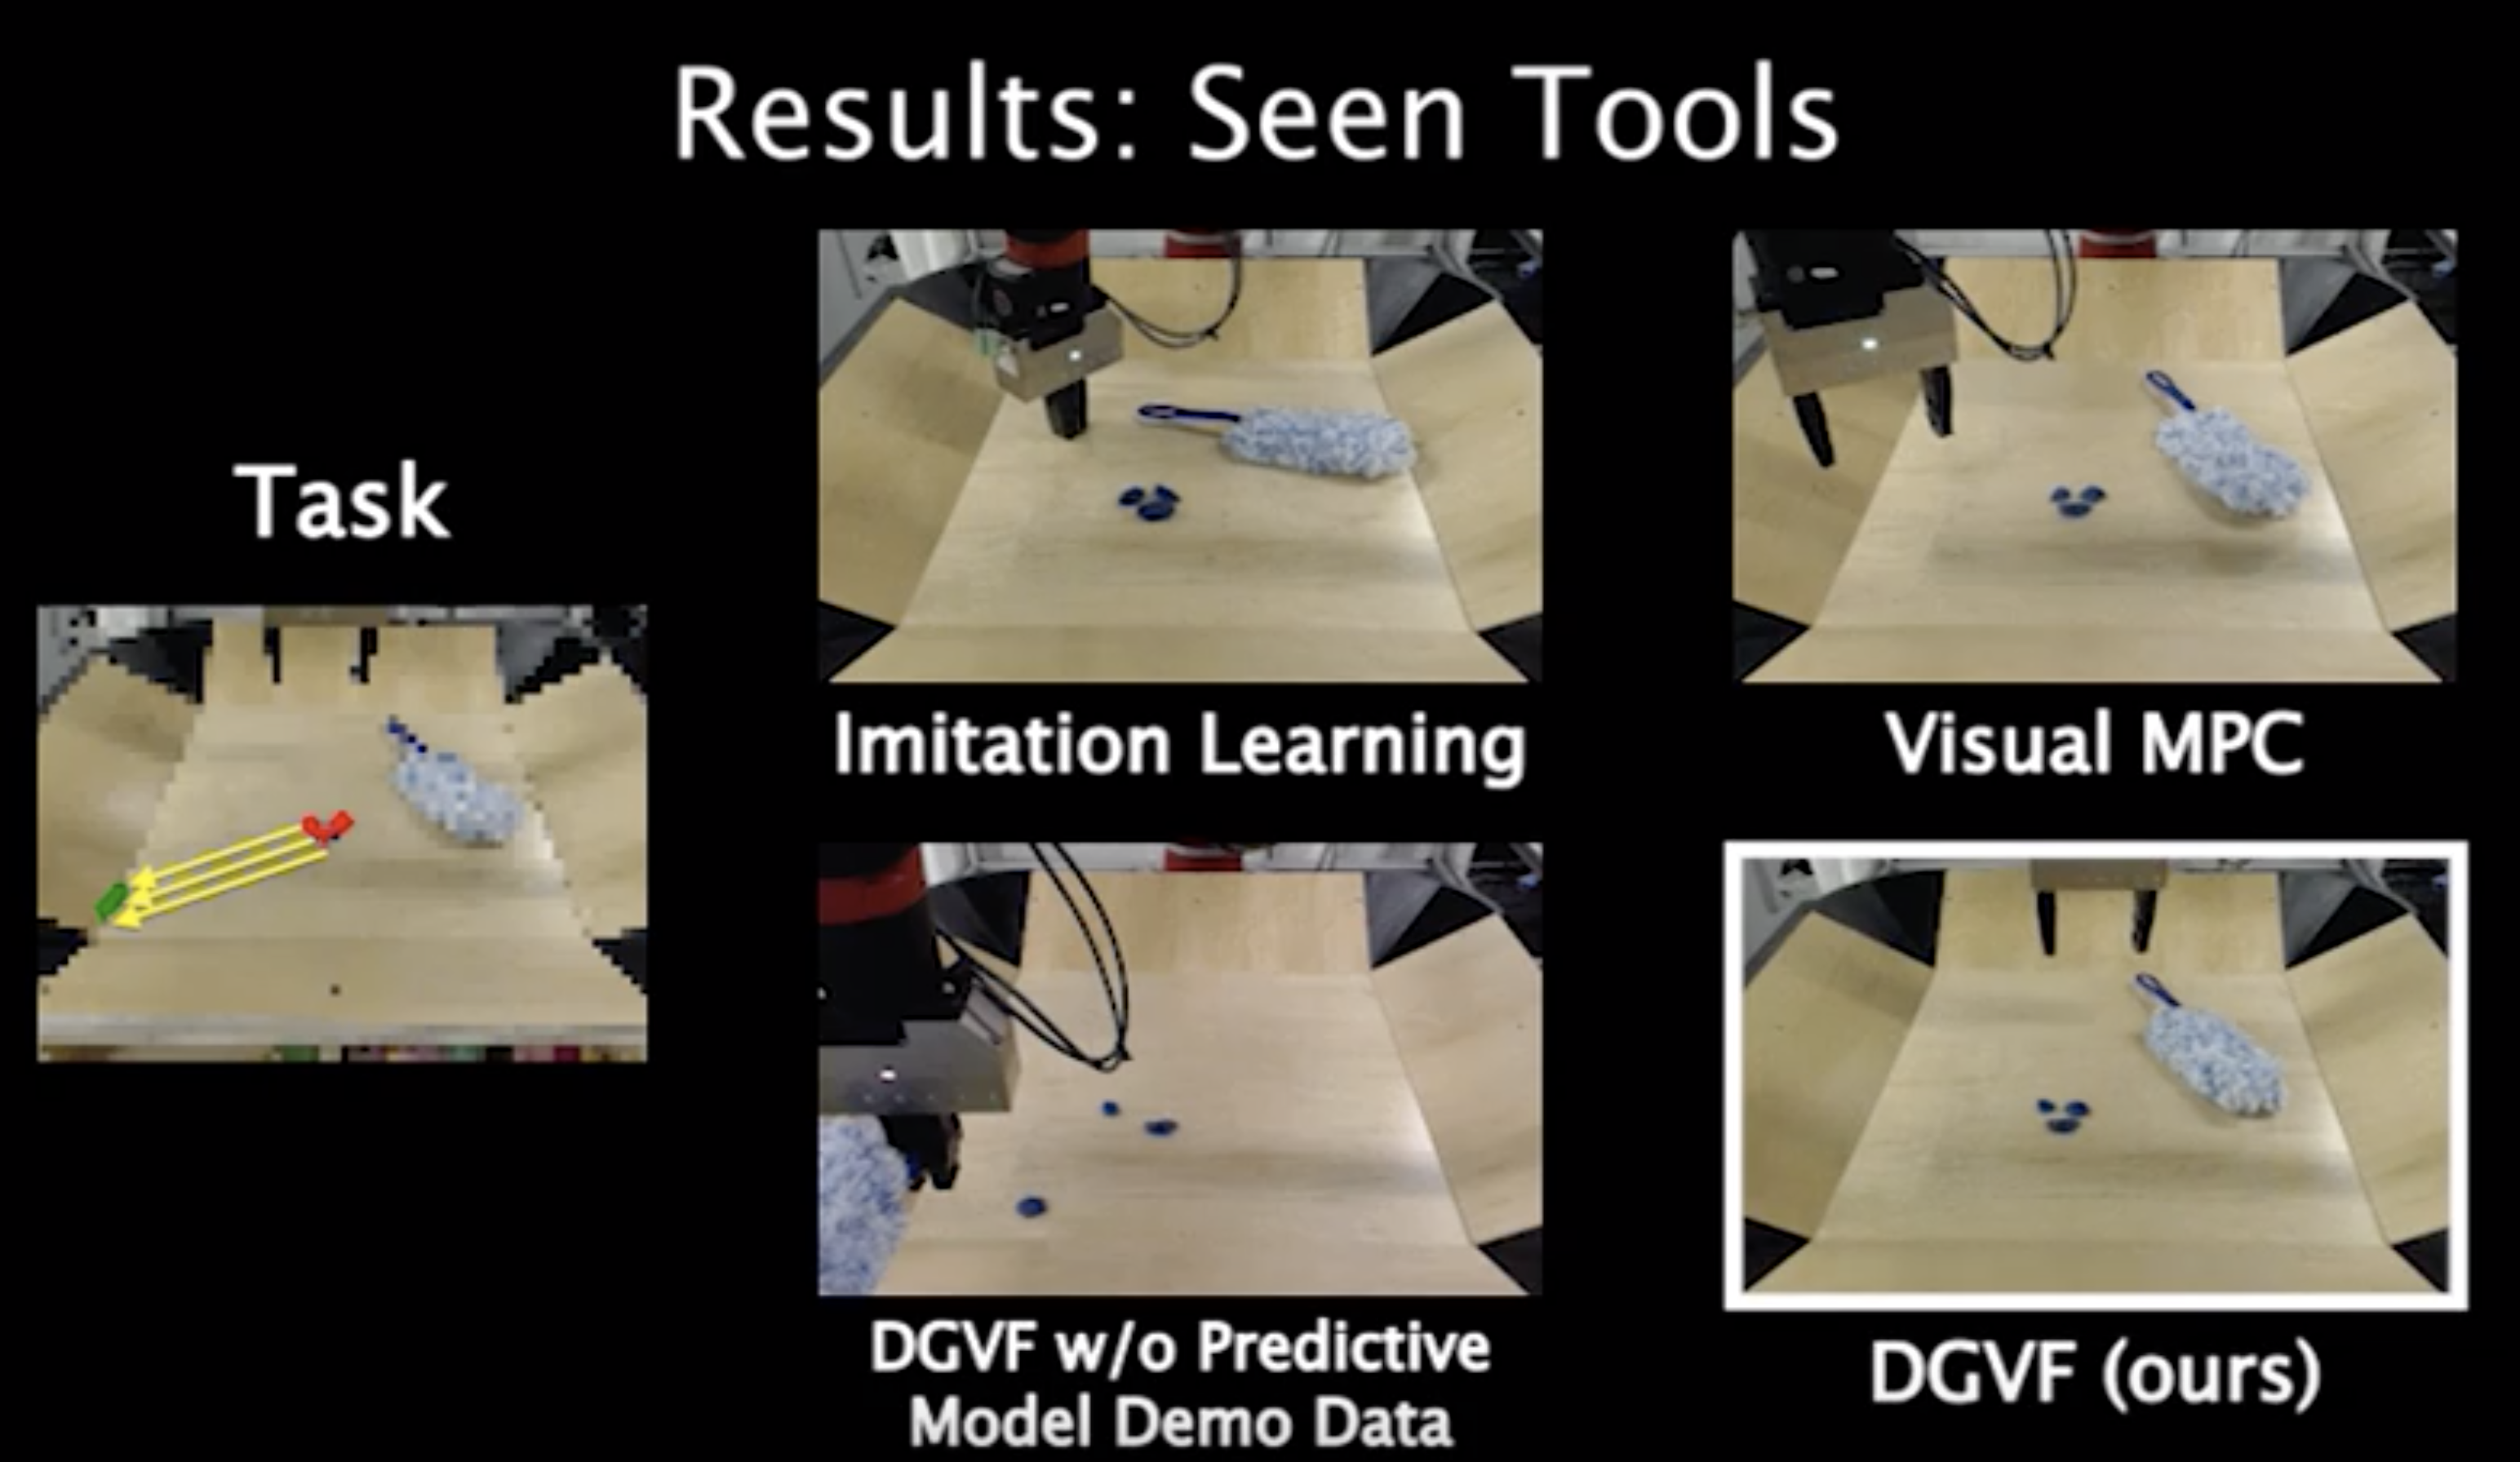 Results: Seen Tools
Task
Imitation Learning
Visual MPC
DGVF w/o Predictive
Model Demo Data
DGVF (ours)